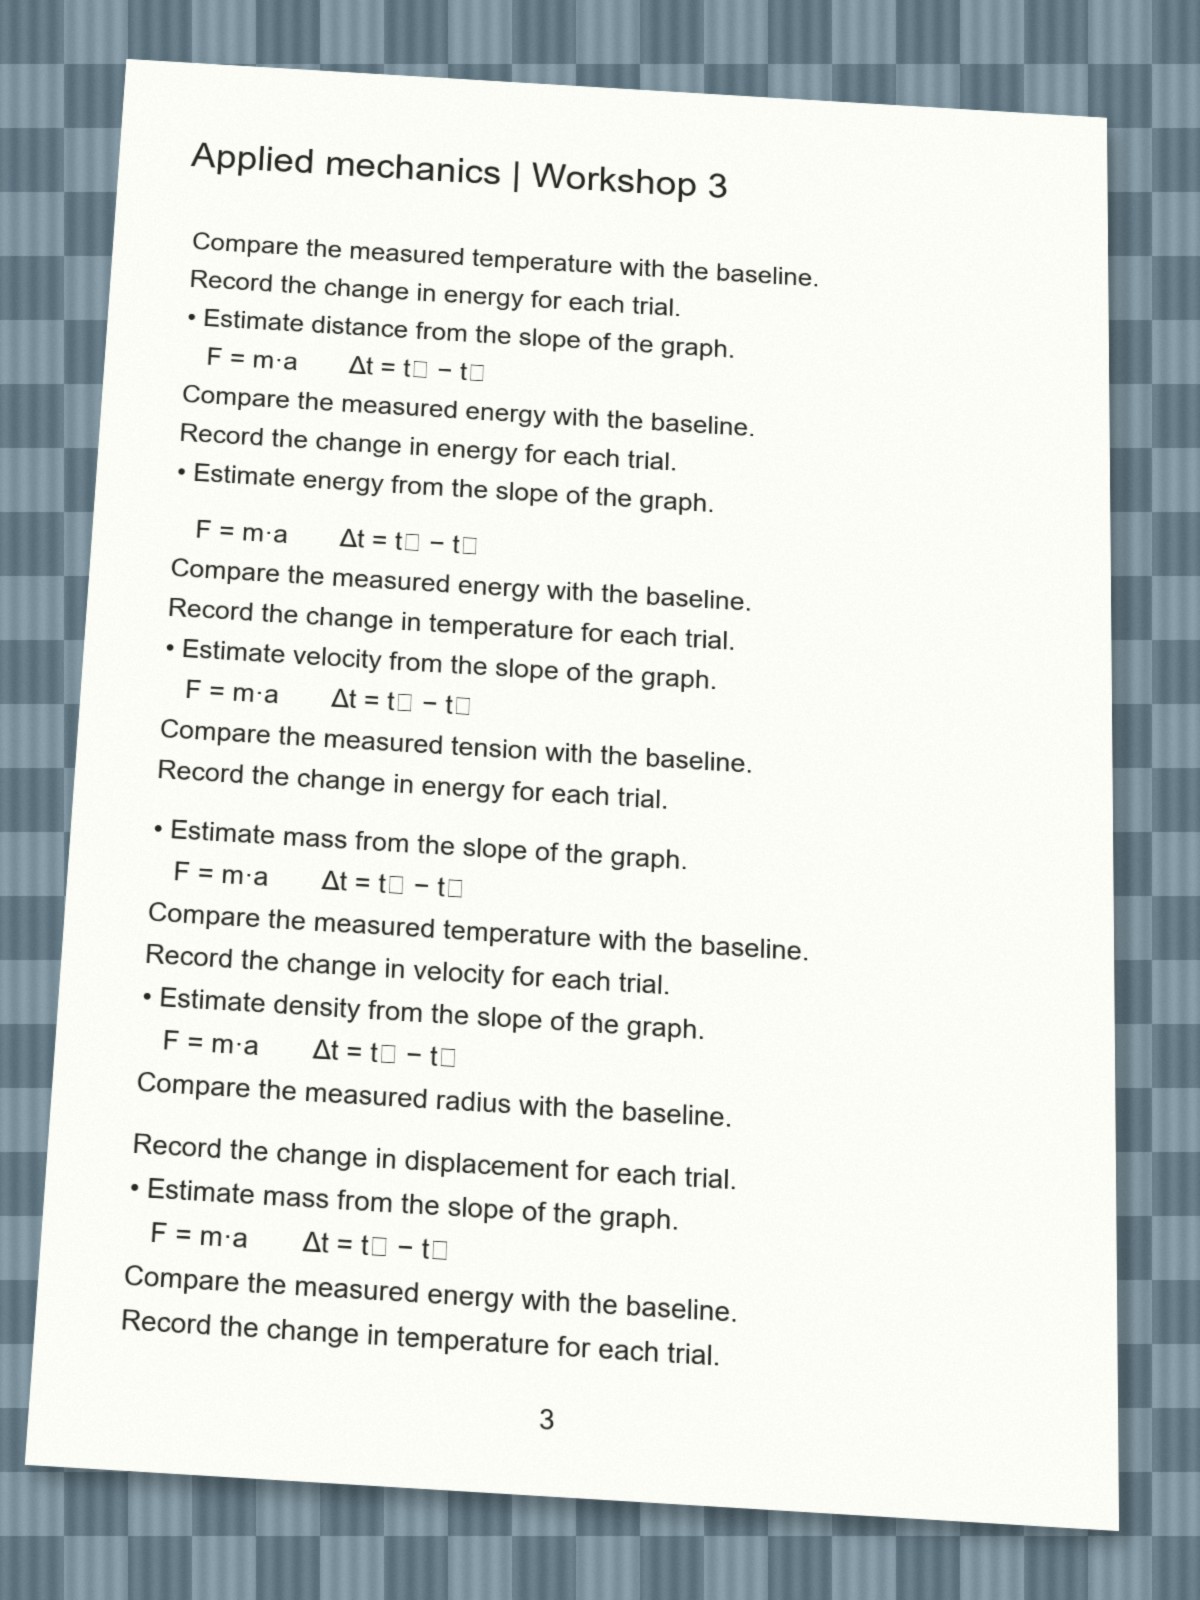 Applied mechanics | Workshop 3
Compare the measured temperature with the baseline.
Record the change in energy for each trial.
• Estimate distance from the slope of the graph.
F = m·a Δt = t□ − t□
Compare the measured energy with the baseline.
Record the change in energy for each trial.
• Estimate energy from the slope of the graph.
F = m·a Δt = t□ − t□
Compare the measured energy with the baseline.
Record the change in temperature for each trial.
• Estimate velocity from the slope of the graph.
F = m·a Δt = t□ − t□
Compare the measured tension with the baseline.
Record the change in energy for each trial.
• Estimate mass from the slope of the graph.
F = m·a Δt = t□ − t□
Compare the measured temperature with the baseline.
Record the change in velocity for each trial.
• Estimate density from the slope of the graph.
F = m·a Δt = t□ − t□
Compare the measured radius with the baseline.
Record the change in displacement for each trial.
• Estimate mass from the slope of the graph.
F = m·a Δt = t□ − t□
Compare the measured energy with the baseline.
Record the change in temperature for each trial.
3